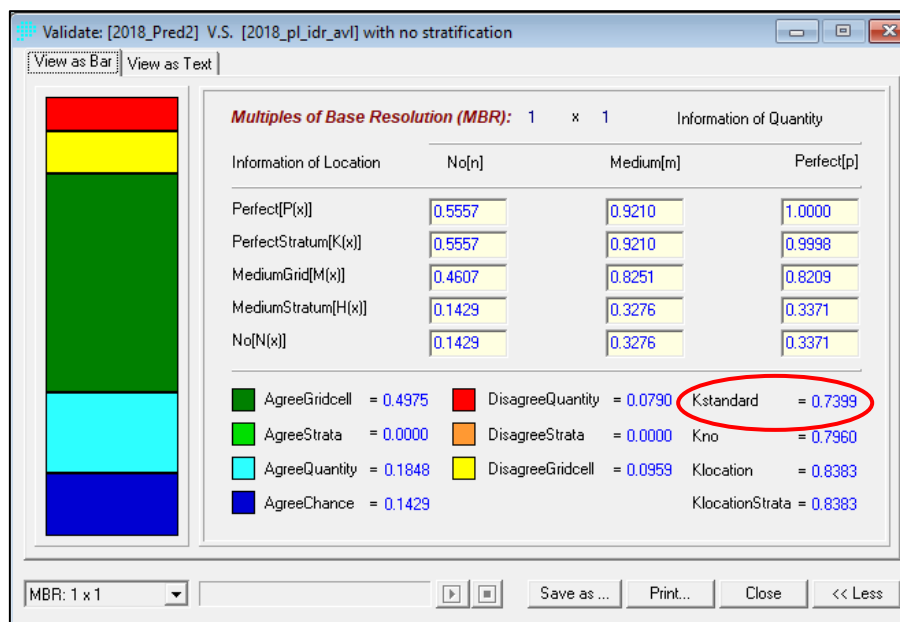 Validate: [2018_Pred2] V.S. [2018_pl_idr_avl] with no stratification
View as Bar View as Text
Multiples of Base Resolution (MBR): 1 x 1 Information of Quantity
Information of Location No[n] Medium[m] Perfect[p]
Perfect[P(x)] 0.5557 0.9210 1.0000
PerfectStratum[K(x)] 0.5557 0.9210 0.9998
MediumGrid[M(x)] 0.4607 0.8251 0.8209
MediumStratum[H(x)] 0.1429 0.3276 0.3371
No[N(x)] 0.1429 0.3276 0.3371
AgreeGridcell = 0.4975 DisagreeQuantity = 0.0790 Kstandard = 0.7399
AgreeStrata = 0.0000 DisagreeStrata = 0.0000 Kno = 0.7960
AgreeQuantity = 0.1848 DisagreeGridcell = 0.0959 Klocation = 0.8383
AgreeChance = 0.1429 KlocationStrata = 0.8383
MBR: 1 x 1 Save as ... Print... Close << Less